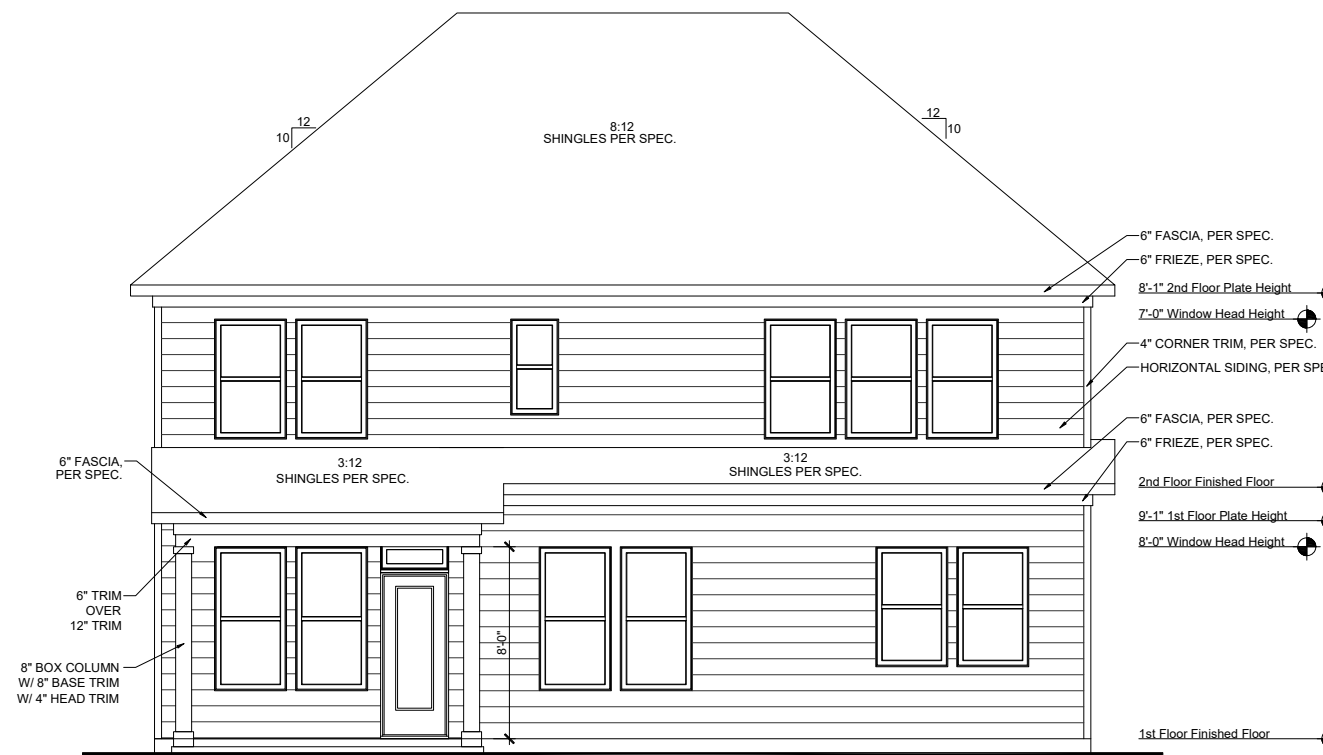 12
10
8:12
SHINGLES PER SPEC.
12
10
6" FASCIA, PER SPEC.
6" FRIEZE, PER SPEC.
8'-1" 2nd Floor Plate Height
7'-0" Window Head Height
4" CORNER TRIM, PER SPEC.
HORIZONTAL SIDING, PER SPE
6" FASCIA, PER SPEC.
6" FRIEZE, PER SPEC.
6" FASCIA,
PER SPEC.
3:12
SHINGLES PER SPEC.
3:12
SHINGLES PER SPEC.
2nd Floor Finished Floor
9'-1" 1st Floor Plate Height
8'-0" Window Head Height
6" TRIM
OVER
12" TRIM
8'-0"
8" BOX COLUMN
W/ 8" BASE TRIM
W/ 4" HEAD TRIM
1st Floor Finished Floor